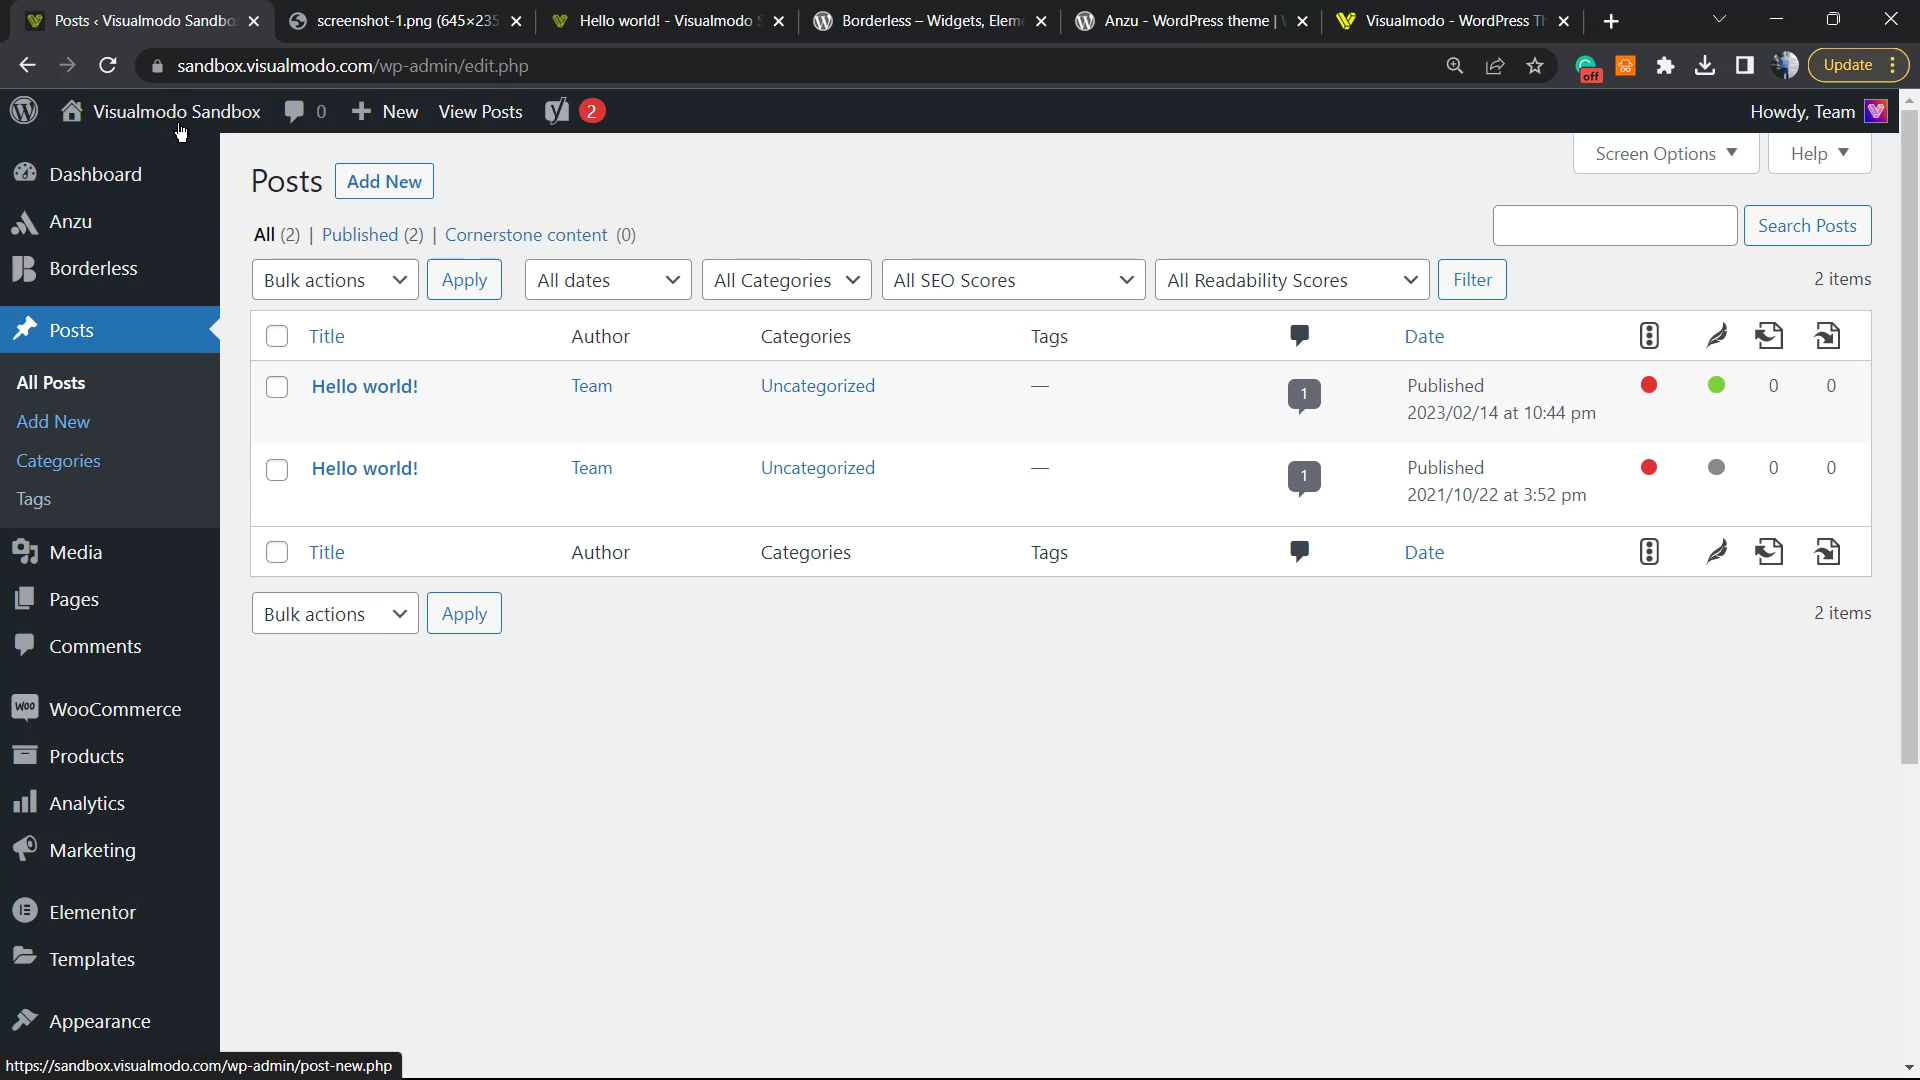 Posts ‹ Visualmodo Sandbo
screenshot-1.png (645×235
Hello world! - Visualmodo S
Borderless – Widgets, Elem
Anzu - WordPress theme |
Visualmodo - WordPress Th
sandbox.visualmodo.com/wp-admin/edit.php
off
Update
Visualmodo Sandbox
0
New
View Posts
2
Howdy, Team
Dashboard
Anzu
Borderless
Posts
All Posts
Add New
Categories
Tags
Media
Pages
Comments
Woo
WooCommerce
Products
Analytics
Marketing
Elementor
Templates
Appearance
Posts Add New
Screen Options
Help
All (2) | Published (2) | Cornerstone content (0)
Search Posts
Bulk actions Apply All dates All Categories All SEO Scores All Readability Scores Filter 2 items
Title Author Categories Tags Date
Hello world! Team Uncategorized — 1 Published 0 0
2023/02/14 at 10:44 pm
Hello world! Team Uncategorized — 1 Published 0 0
2021/10/22 at 3:52 pm
Title Author Categories Tags Date
Bulk actions Apply 2 items
https://sandbox.visualmodo.com/wp-admin/post-new.php